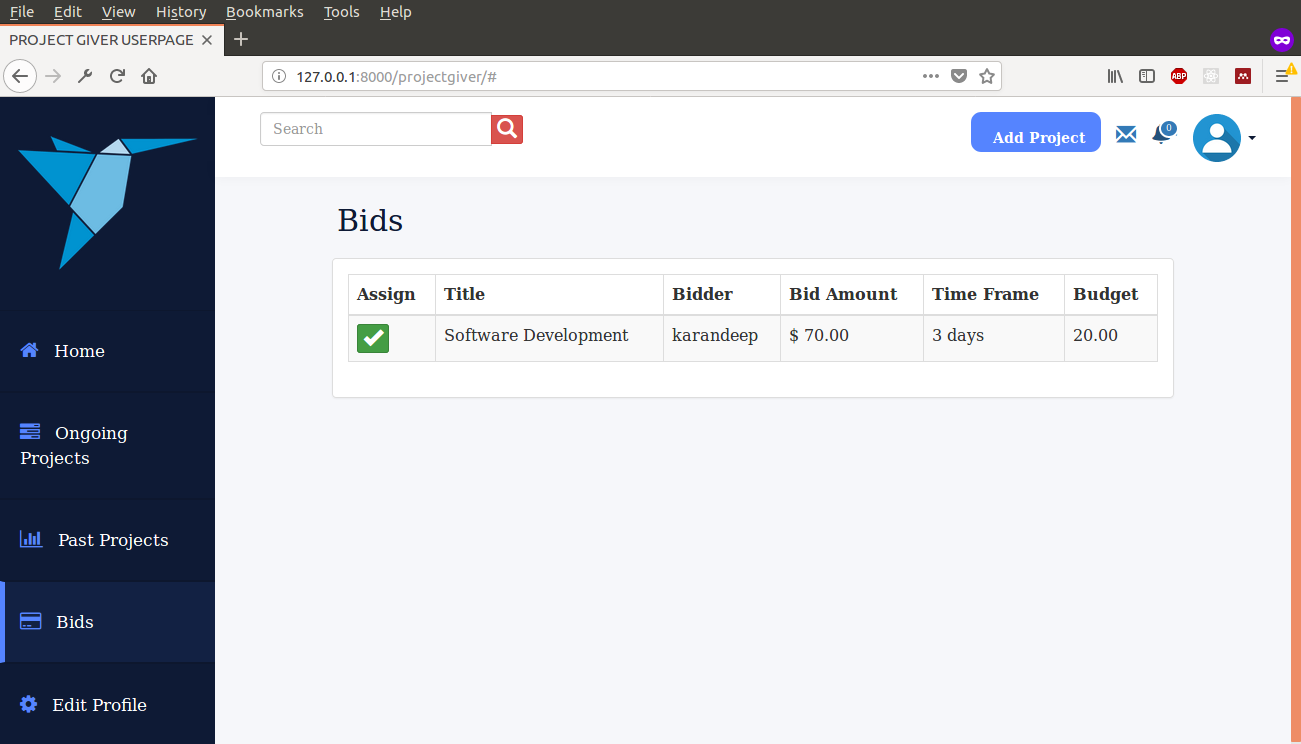 File Edit View History Bookmarks Tools Help
PROJECT GIVER USERPAGE
127.0.0.1:8000/projectgiver/#
ABP
Search
Add Project
0
Bids
Assign Title Bidder Bid Amount Time Frame Budget
Software Development karandeep $ 70.00 3 days 20.00
Home
Ongoing
Projects
Past Projects
Bids
Edit Profile